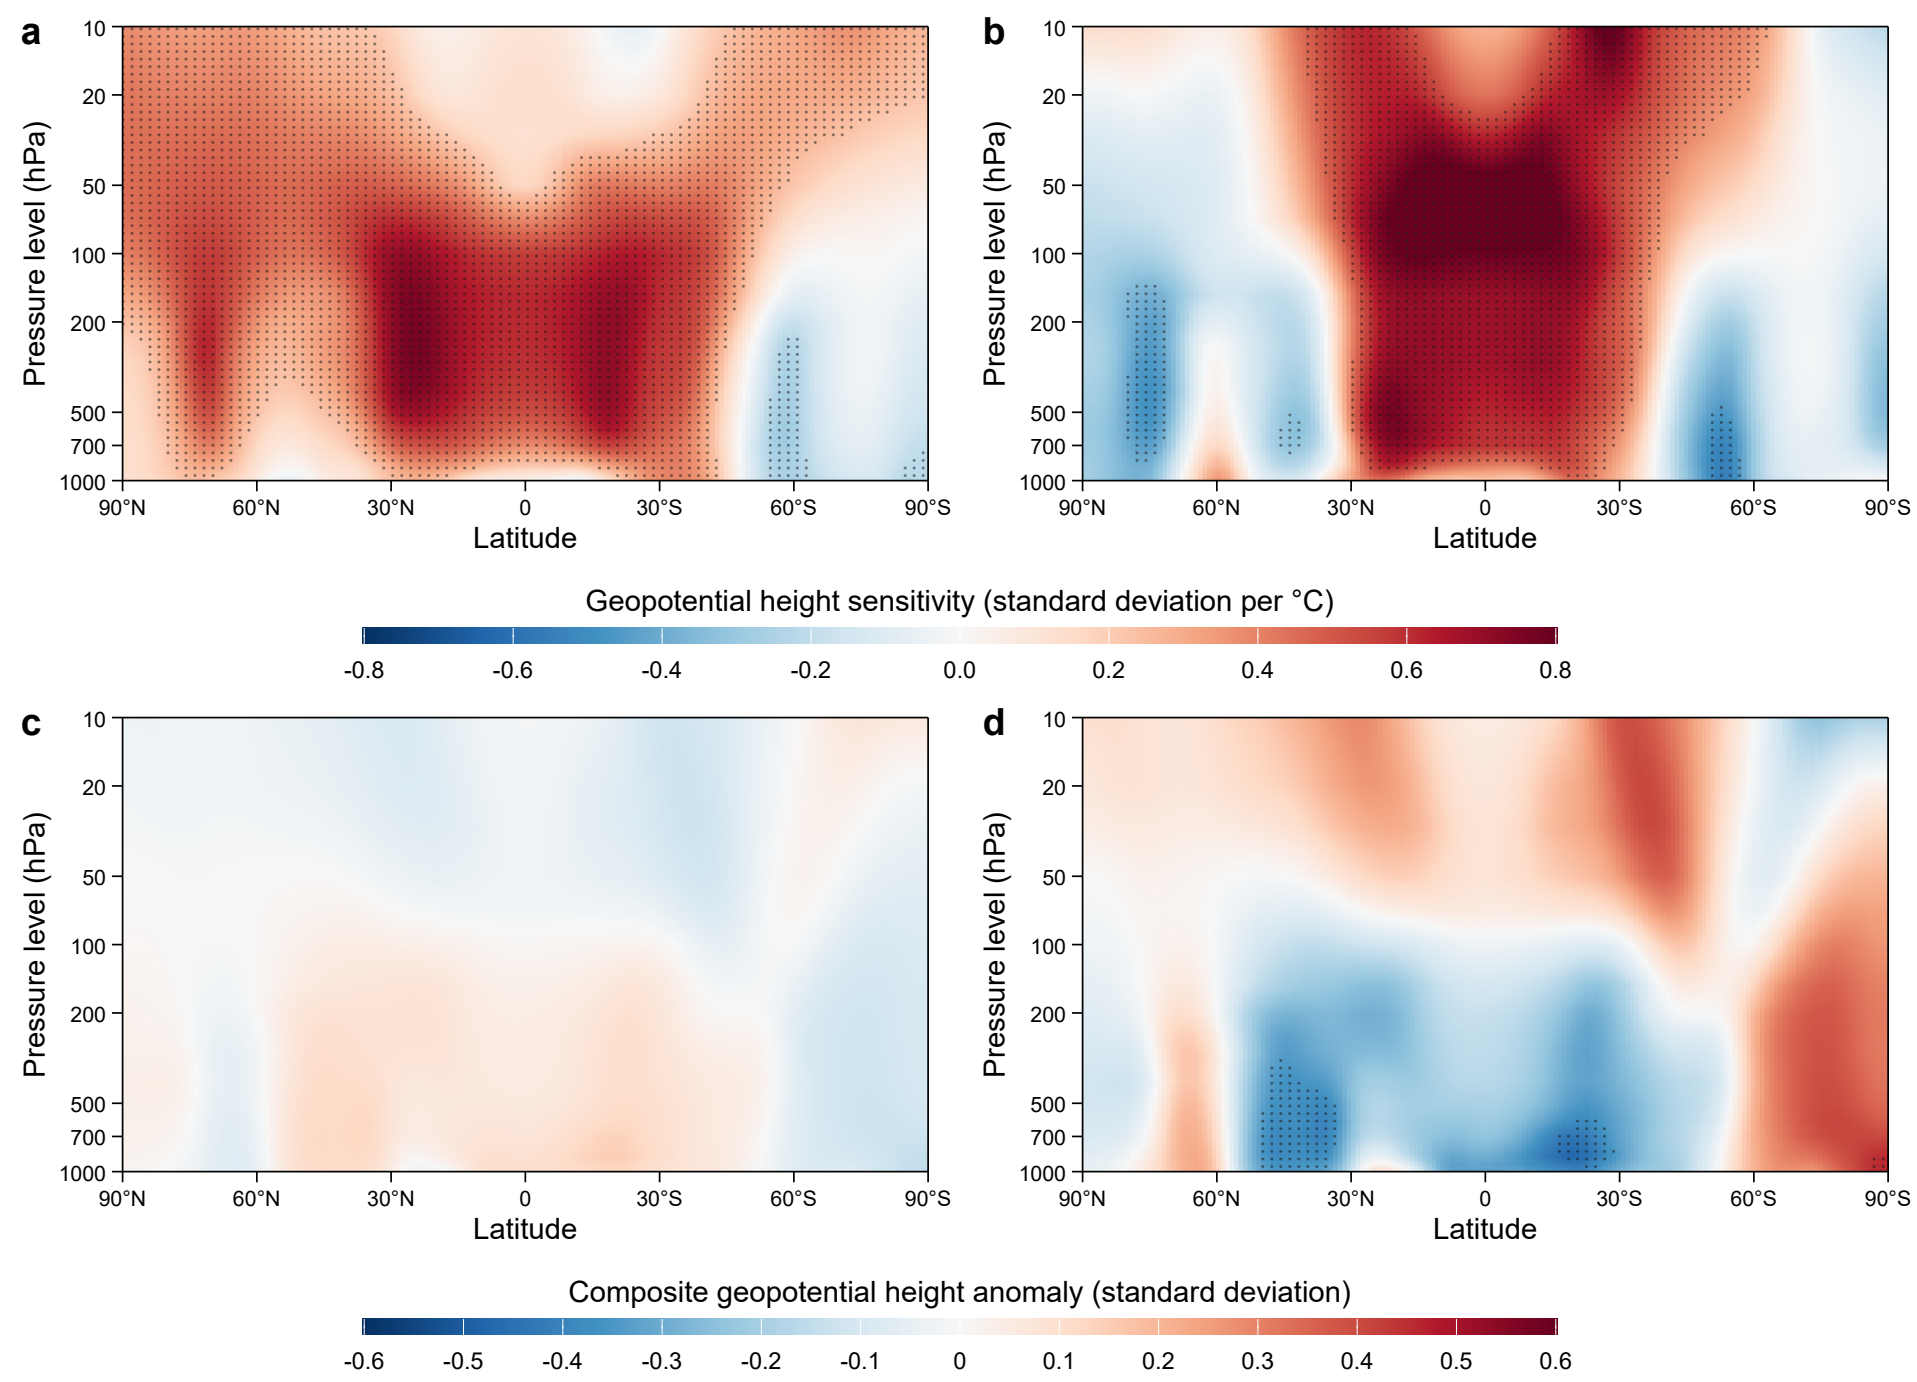 a
10
20
50
100
200
500
700
1000
Pressure level (hPa)
90°N 60°N 30°N 0 30°S 60°S 90°S
Latitude
b
10
20
50
100
200
500
700
1000
Pressure level (hPa)
90°N 60°N 30°N 0 30°S 60°S 90°S
Latitude
Geopotential height sensitivity (standard deviation per °C)
-0.8 -0.6 -0.4 -0.2 0.0 0.2 0.4 0.6 0.8
c
10
20
50
100
200
500
700
1000
Pressure level (hPa)
90°N 60°N 30°N 0 30°S 60°S 90°S
Latitude
d
10
20
50
100
200
500
700
1000
Pressure level (hPa)
90°N 60°N 30°N 0 30°S 60°S 90°S
Latitude
Composite geopotential height anomaly (standard deviation)
-0.6 -0.5 -0.4 -0.3 -0.2 -0.1 0 0.1 0.2 0.3 0.4 0.5 0.6